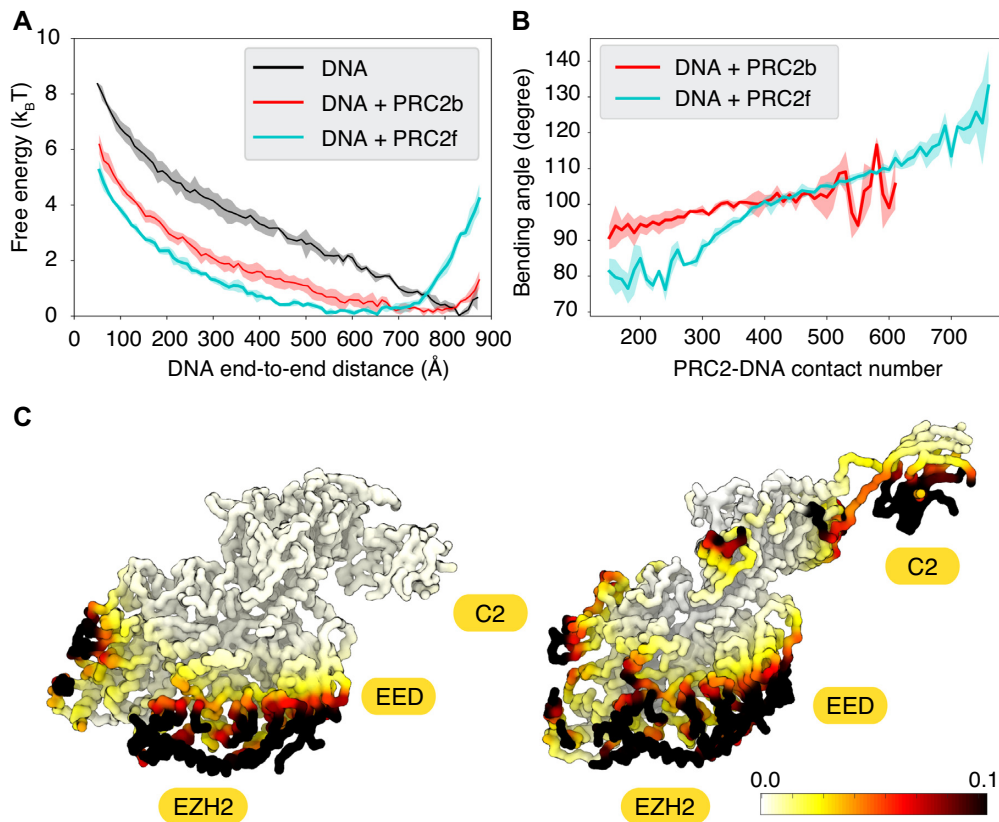 A
B
10
8
6
4
2
0
Free energy (kBT)
0 100 200 300 400 500 600 700 800 900
DNA end-to-end distance (Å)
DNA
DNA + PRC2b
DNA + PRC2f
140
130
120
110
100
90
80
70
Bending angle (degree)
200 300 400 500 600 700
PRC2-DNA contact number
DNA + PRC2b
DNA + PRC2f
C
C2
EED
EZH2
C2
EED
EZH2
0.0 0.1